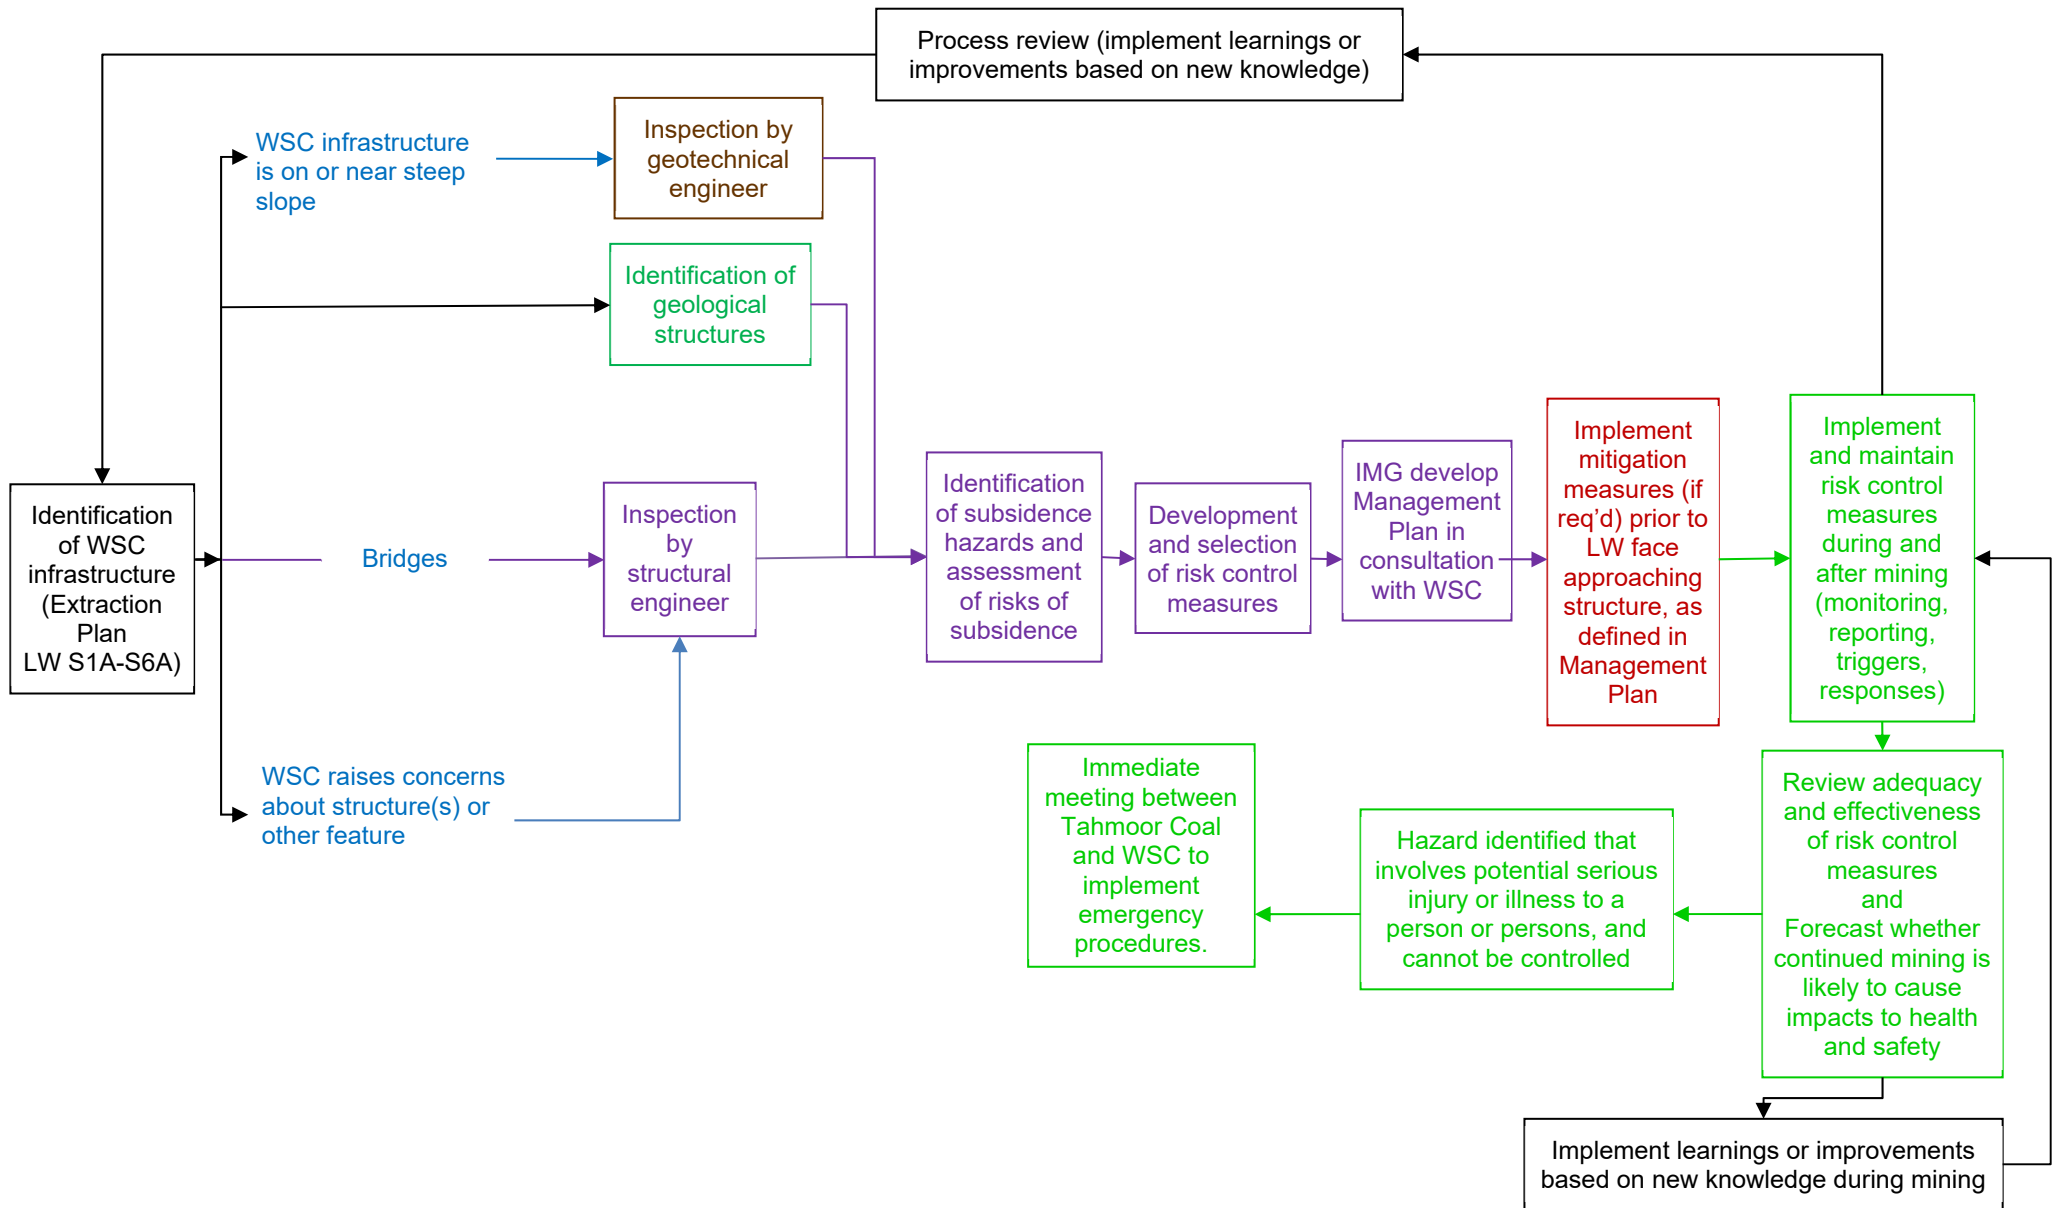 Process review (implement learnings or
improvements based on new knowledge)
WSC infrastructure
is on or near steep
slope
Inspection by
geotechnical
engineer
Identification of
geological
structures
Identification
of WSC
infrastructure
(Extraction
Plan
LW S1A-S6A)
Bridges
Inspection
by
structural
engineer
WSC raises concerns
about structure(s) or
other feature
Identification
of subsidence
hazards and
assessment
of risks of
subsidence
Development
and selection
of risk control
measures
IMG develop
Management
Plan in
consultation
with WSC
Implement
mitigation
measures (if
req’d) prior to
LW face
approaching
structure, as
defined in
Management
Plan
Implement
and maintain
risk control
measures
during and
after mining
(monitoring,
reporting,
triggers,
responses)
Review adequacy
and effectiveness
of risk control
measures
and
Forecast whether
continued mining is
likely to cause
impacts to health
and safety
Hazard identified that
involves potential serious
injury or illness to a
person or persons, and
cannot be controlled
Immediate
meeting between
Tahmoor Coal
and WSC to
implement
emergency
procedures.
Implement learnings or improvements
based on new knowledge during mining